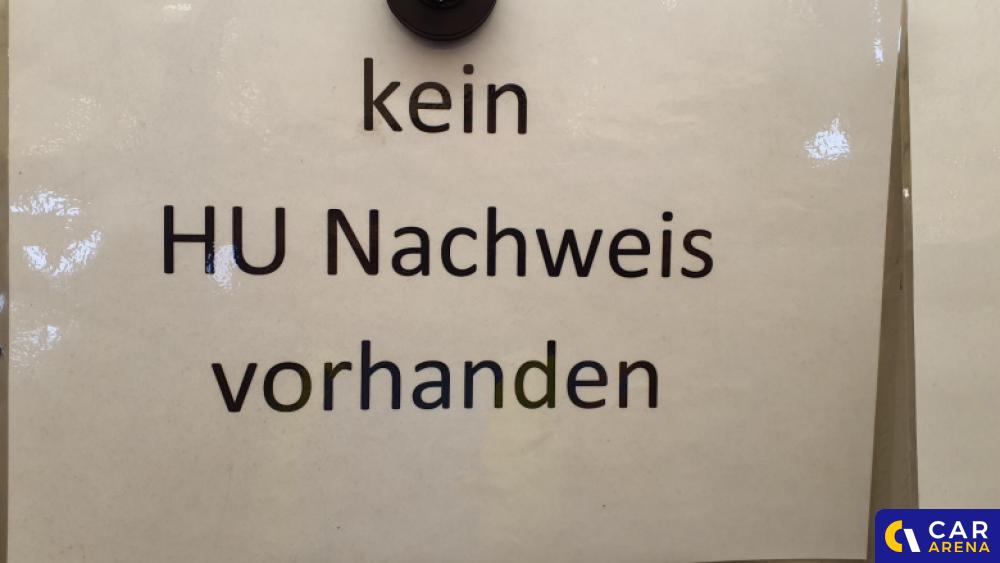 kein
HU Nachweis
vorhanden
CAR
ARENA